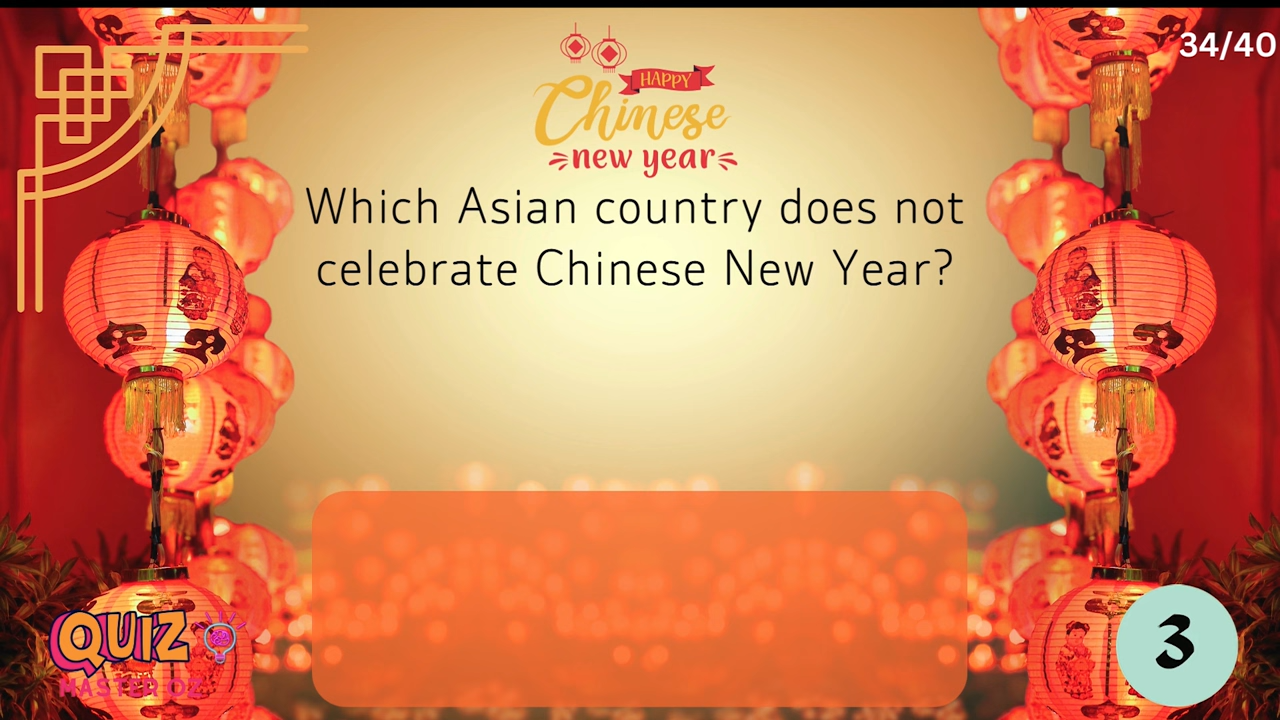 34/40
HAPPY
Chinese
new year
Which Asian country does not
celebrate Chinese New Year?
QUIZ
MASTER OZ
3